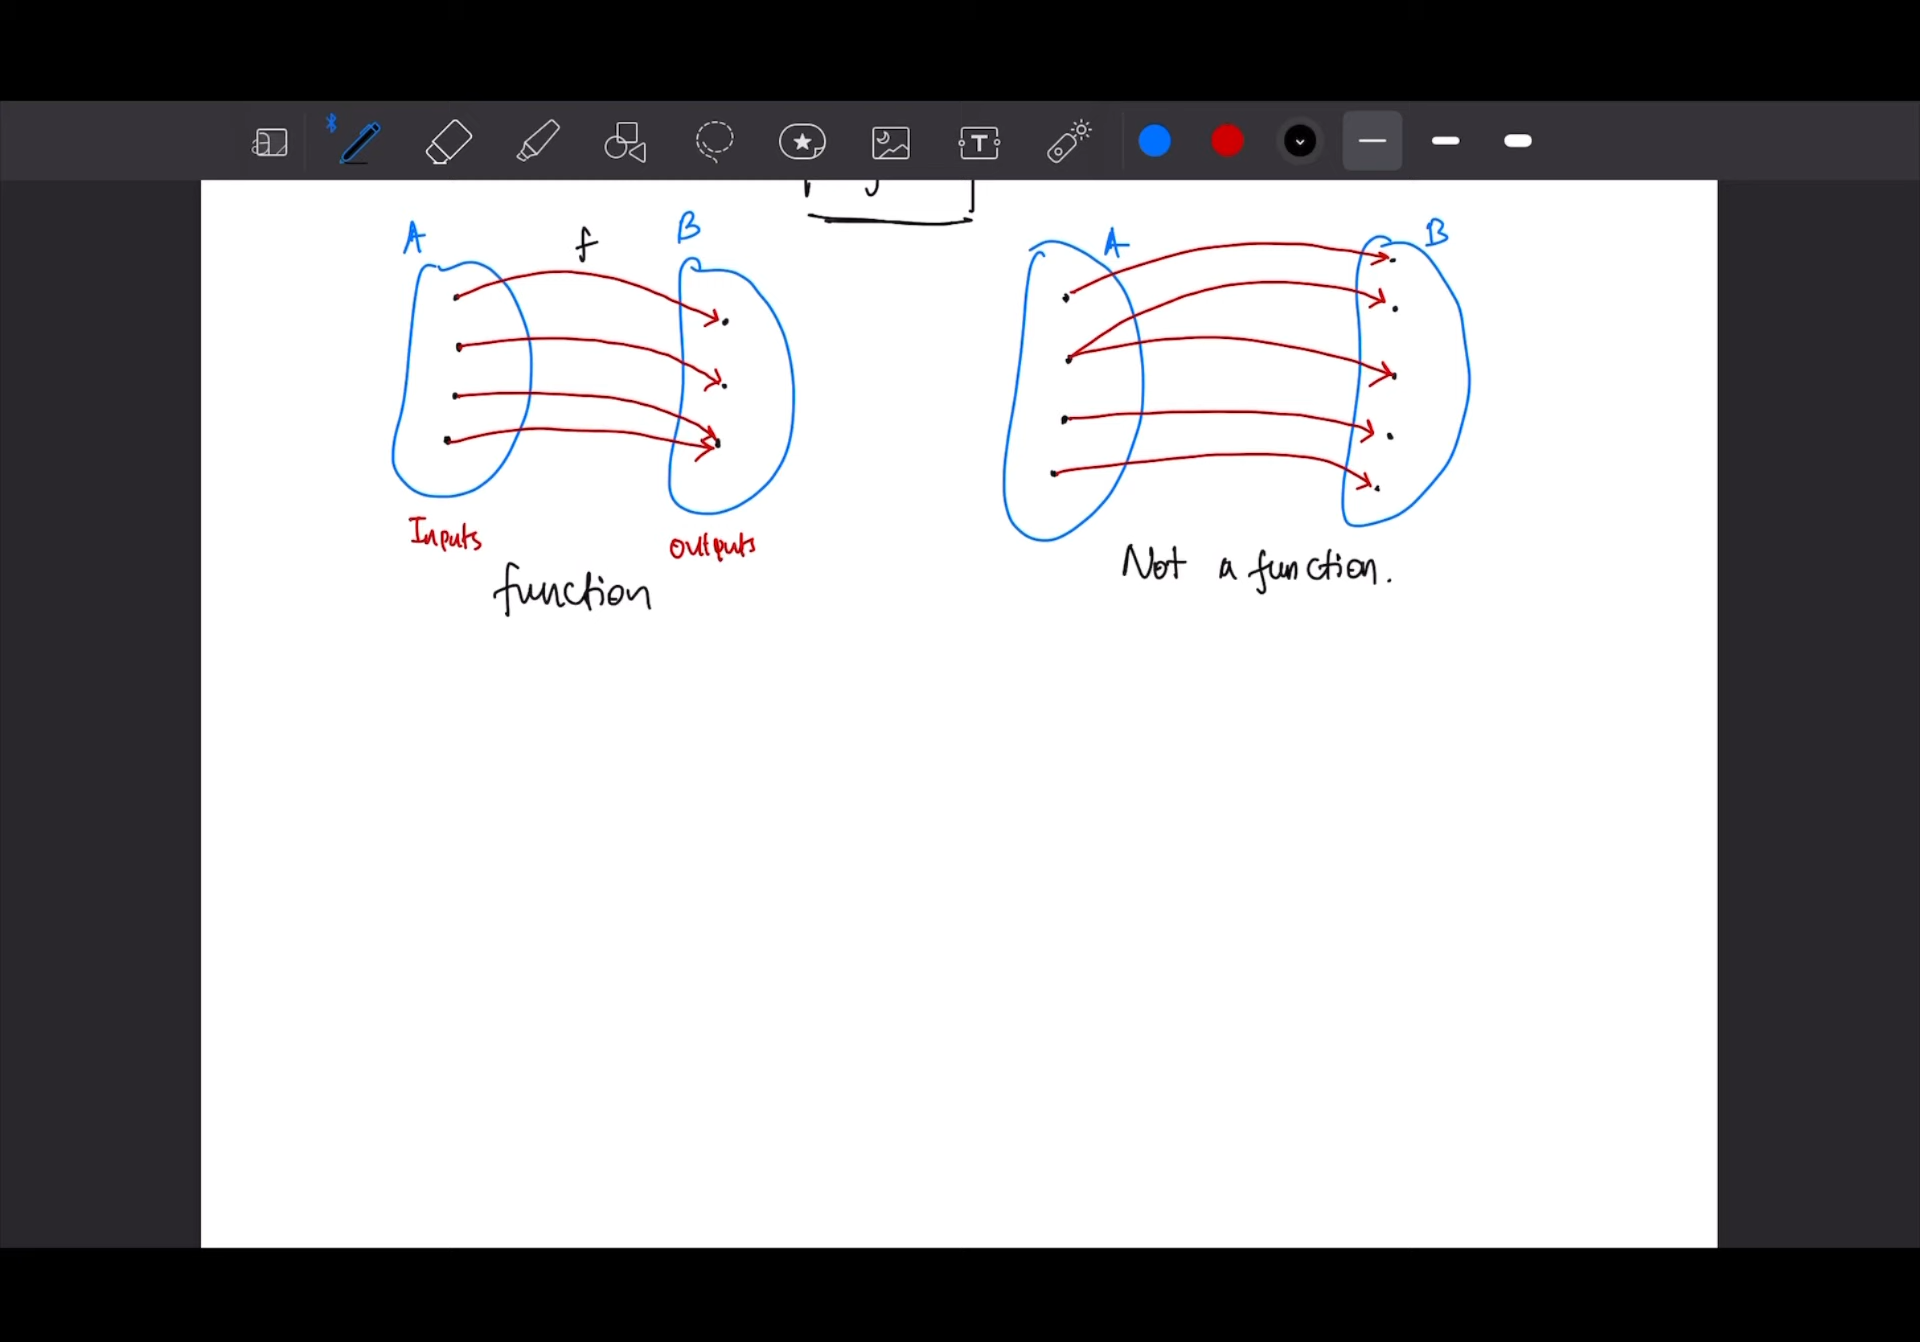 A f B
A B
Inputs outputs
function
Not a function.